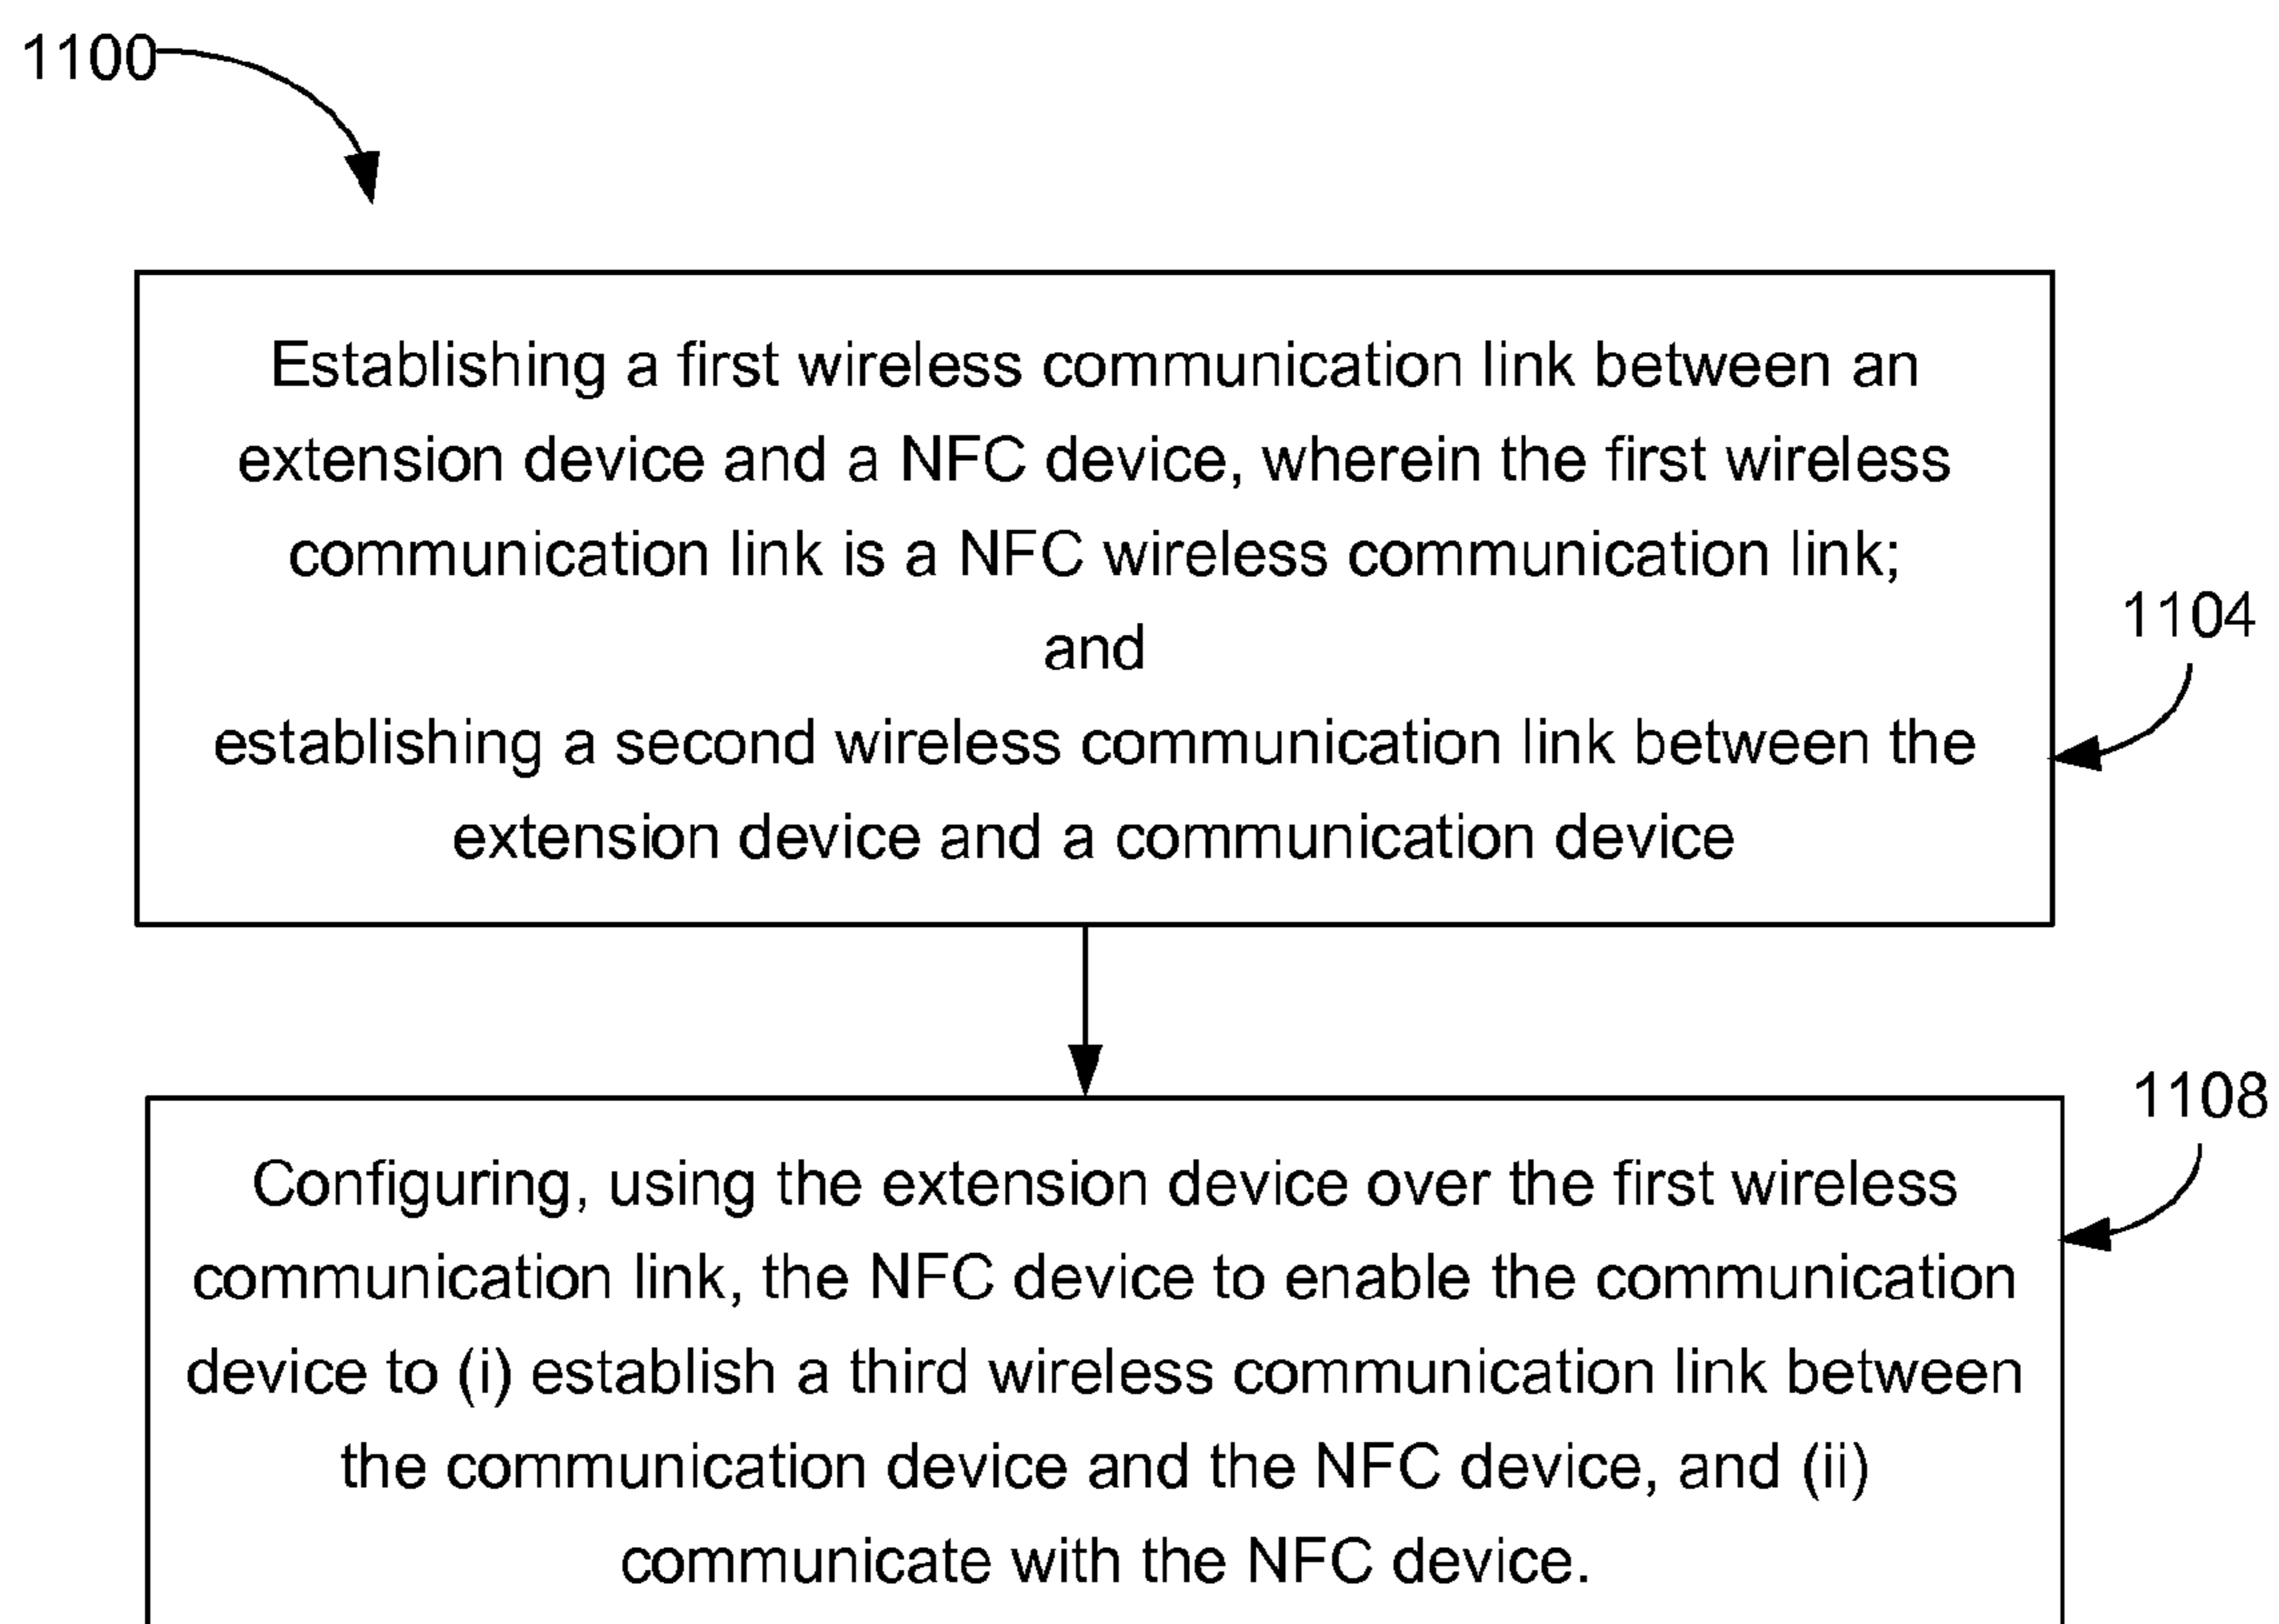 1100
Establishing a first wireless communication link between an
extension device and a NFC device, wherein the first wireless
communication link is a NFC wireless communication link;
and
establishing a second wireless communication link between the
extension device and a communication device
1104
Configuring, using the extension device over the first wireless
communication link, the NFC device to enable the communication
device to (i) establish a third wireless communication link between
the communication device and the NFC device, and (ii)
communicate with the NFC device.
1108